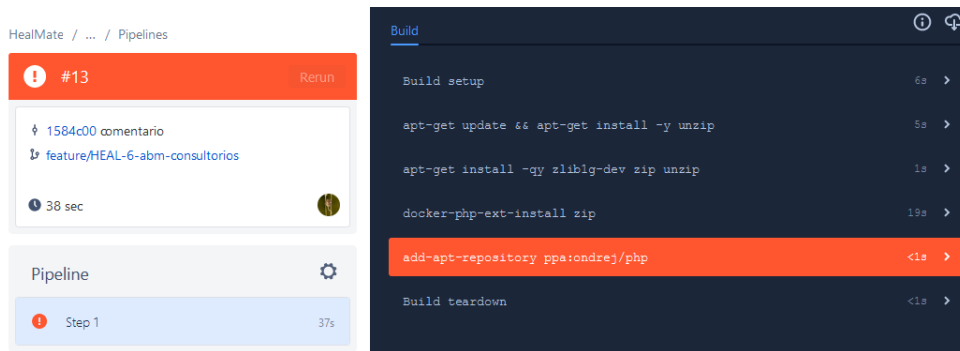 HealMate / ... / Pipelines
#13
Rerun
1584c00 comentario
feature/HEAL-6-abm-consultorios
38 sec
Pipeline
Step 1
37s
Build
Build setup
6s
apt-get update && apt-get install -y unzip
5s
apt-get install -qy zlib1g-dev zip unzip
1s
docker-php-ext-install zip
19s
add-apt-repository ppa:ondrej/php
<1s
Build teardown
<1s